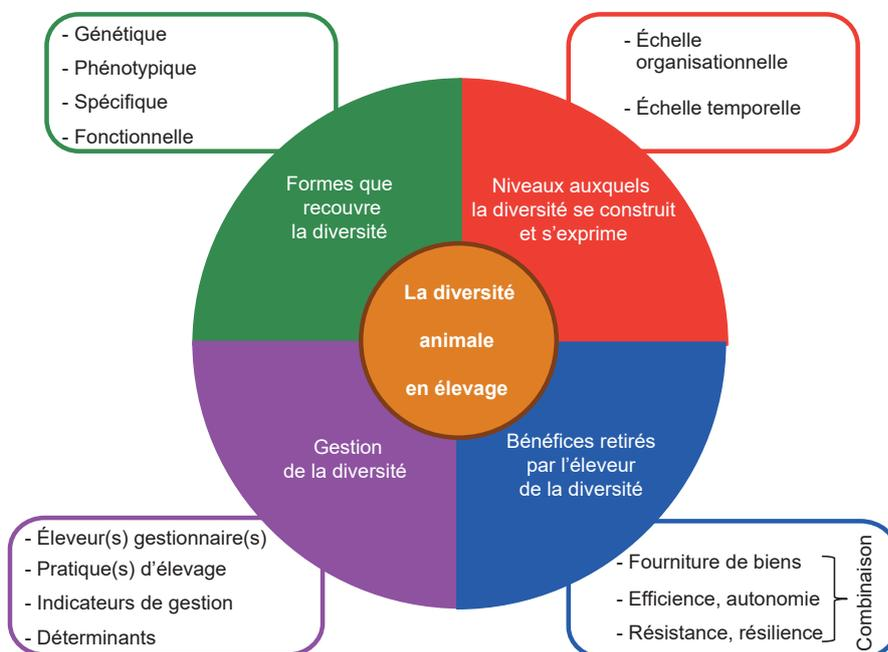 - Génétique
- Phénotypique
- Spécifique
- Fonctionnelle
- Échelle
organisationnelle
- Échelle temporelle
Formes que
recouvre
la diversité
Niveaux auxquels
la diversité se construit
et s’exprime
La diversité
animale
en élevage
Gestion
de la diversité
Bénéfices retirés
par l’éleveur
de la diversité
- Éleveur(s) gestionnaire(s)
- Pratique(s) d’élevage
- Indicateurs de gestion
- Déterminants
- Fourniture de biens
- Efficience, autonomie
- Résistance, résilience
Combinaison